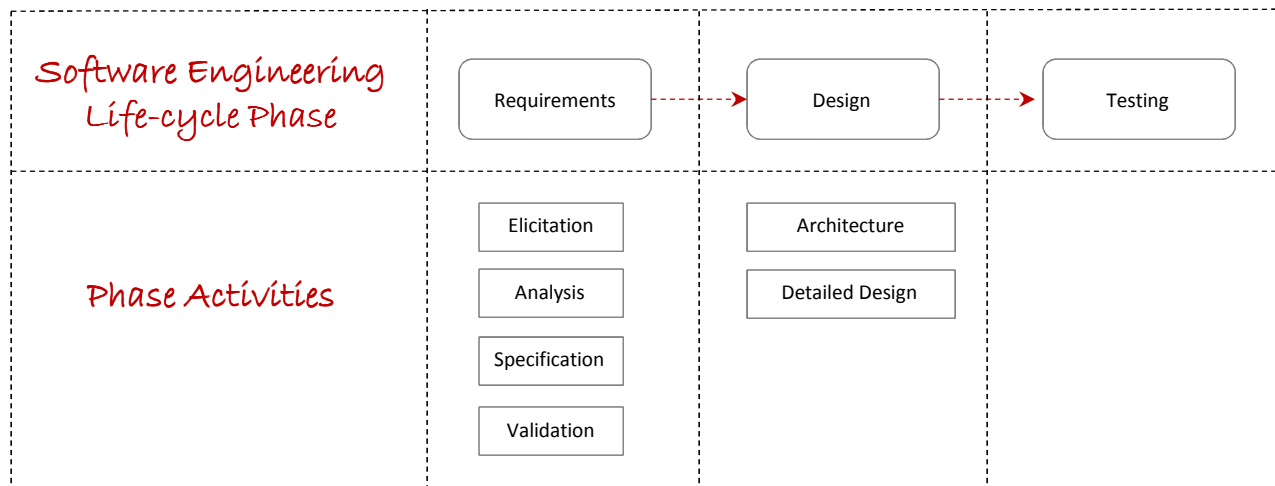 Software Engineering
Life-cycle Phase
Requirements
Design
Testing
Phase Activities
Elicitation
Analysis
Specification
Validation
Architecture
Detailed Design